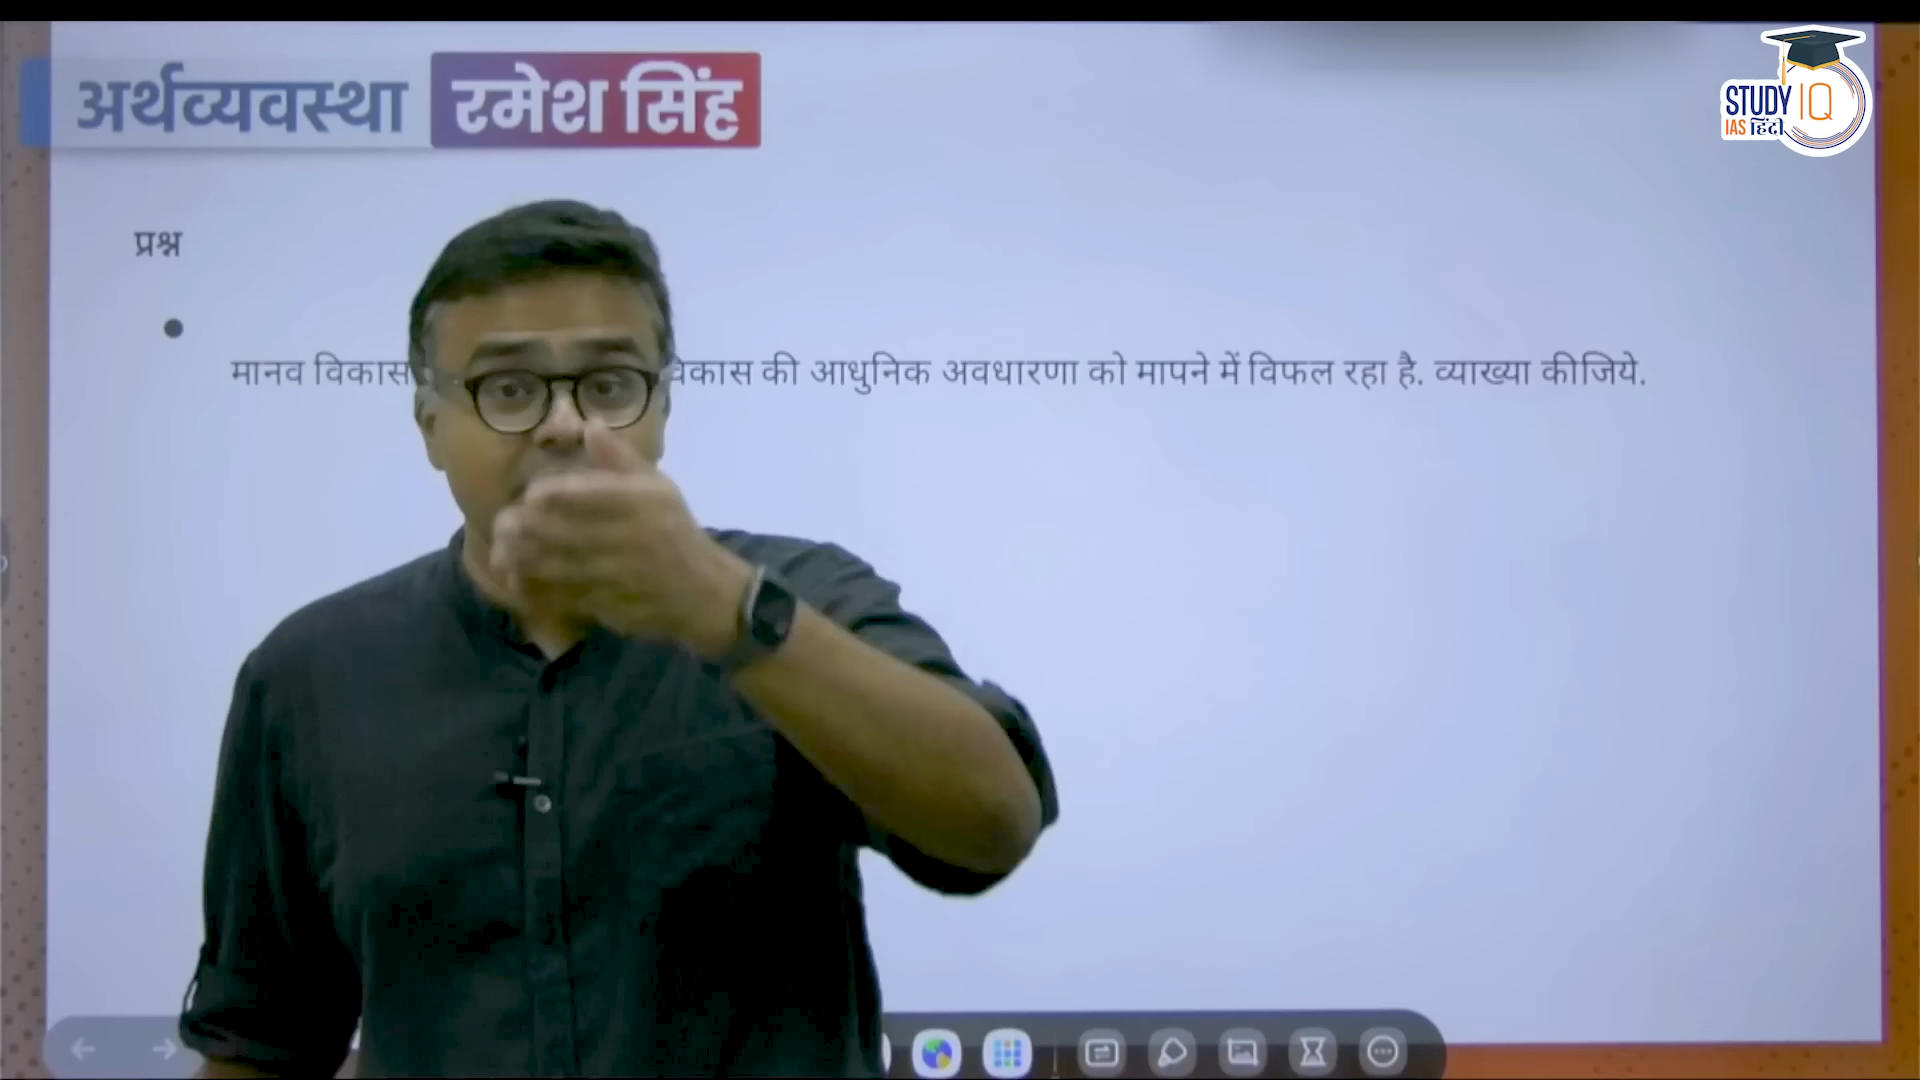 अर्थव्यवस्था रमेश सिंह
STUDY IQ
IAS हिंदी
प्रश्न
मानव विकास विकास की आधुनिक अवधारणा को मापने में विफल रहा है. व्याख्या कीजिये.